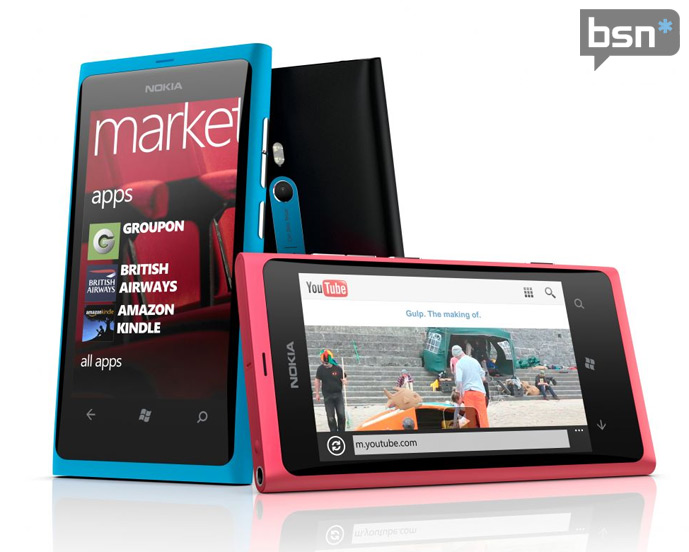 bsn*
NOKIA
market
apps
GROUPON
BRITISH
AIRWAYS
BRITISH
AIRWAYS
amazonkindle
AMAZON
KINDLE
all apps
YouTube
Gulp. The making of.
NOKIA
m.youtube.com